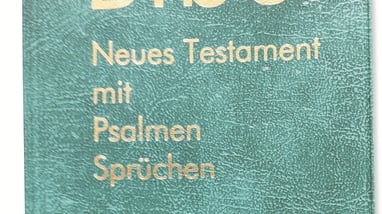 Neues Testament
mit
Psalmen
Sprüchen